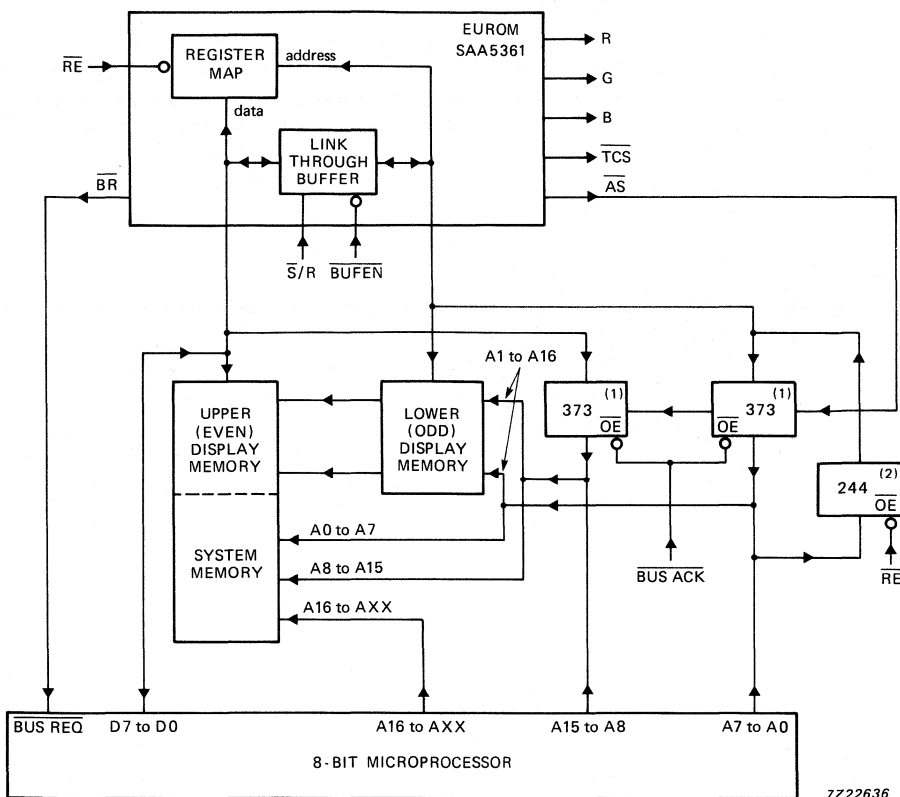 EUROM
SAA5361
RE
REGISTER
MAP
address
data
LINK
THROUGH
BUFFER
BR
S/R
BUFEN
R
G
B
TCS
AS
A1 to A16
UPPER
(EVEN)
DISPLAY
MEMORY
LOWER
(ODD)
DISPLAY
MEMORY
SYSTEM
MEMORY
(1)
373
OE
(1)
373
OE
(2)
244
OE
RE
A0 to A7
A8 to A15
A16 to AXX
BUS ACK
BUS REQ
D7 to D0
A16 to AXX
A15 to A8
A7 to A0
8-BIT MICROPROCESSOR
7Z22636